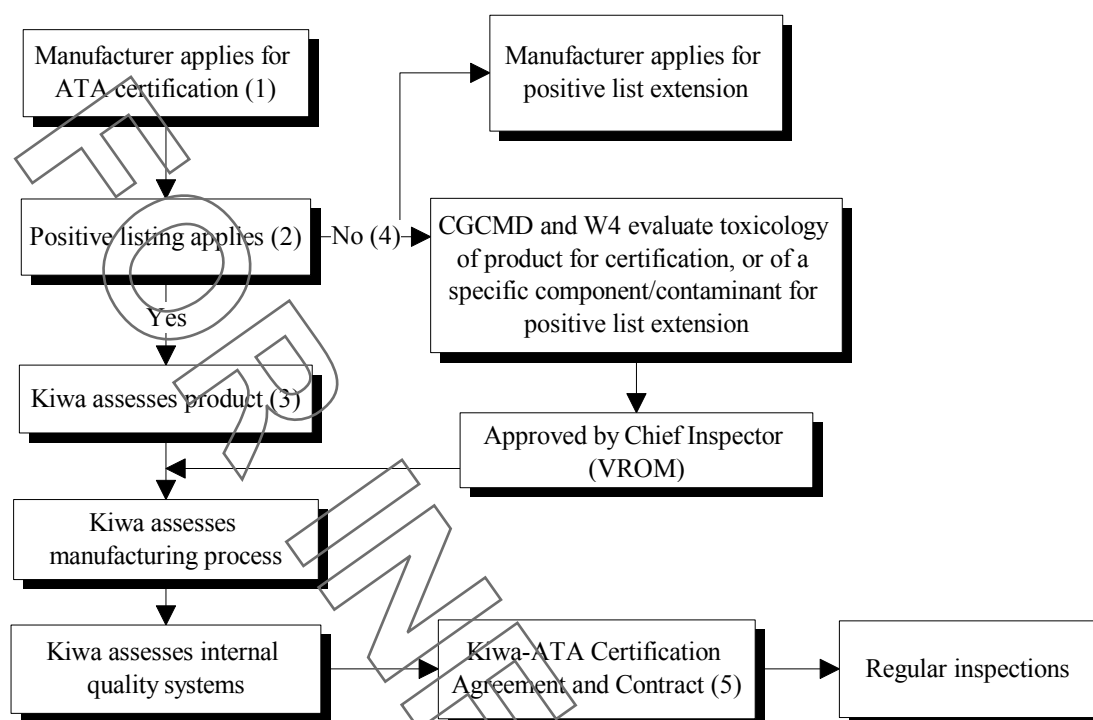 Manufacturer applies for
ATA certification (1)
Manufacturer applies for
positive list extension
Positive listing applies (2)
No (4)
CGCMD and W4 evaluate toxicology
of product for certification, or of a
specific component/contaminant for
positive list extension
Yes
Kiwa assesses product (3)
Approved by Chief Inspector
(VROM)
Kiwa assesses
manufacturing process
Kiwa assesses internal
quality systems
Kiwa-ATA Certification
Agreement and Contract (5)
Regular inspections
FOR
INE